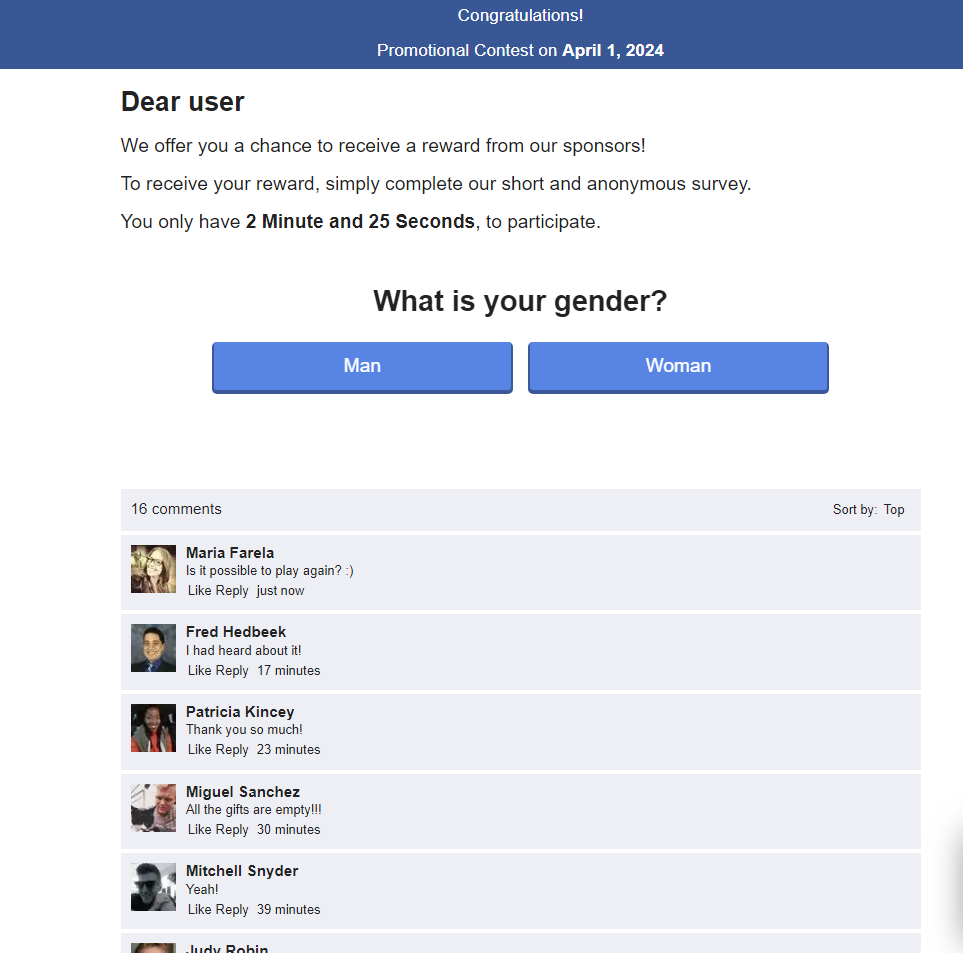 Congratulations!
Promotional Contest on April 1, 2024
Dear user
We offer you a chance to receive a reward from our sponsors!
To receive your reward, simply complete our short and anonymous survey.
You only have 2 Minute and 25 Seconds, to participate.
What is your gender?
Man Woman
16 comments Sort by: Top
Maria Farela
Is it possible to play again? :)
Like Reply just now
Fred Hedbeek
I had heard about it!
Like Reply 17 minutes
Patricia Kincey
Thank you so much!
Like Reply 23 minutes
Miguel Sanchez
All the gifts are empty!!!
Like Reply 30 minutes
Mitchell Snyder
Yeah!
Like Reply 39 minutes
Judy Robin